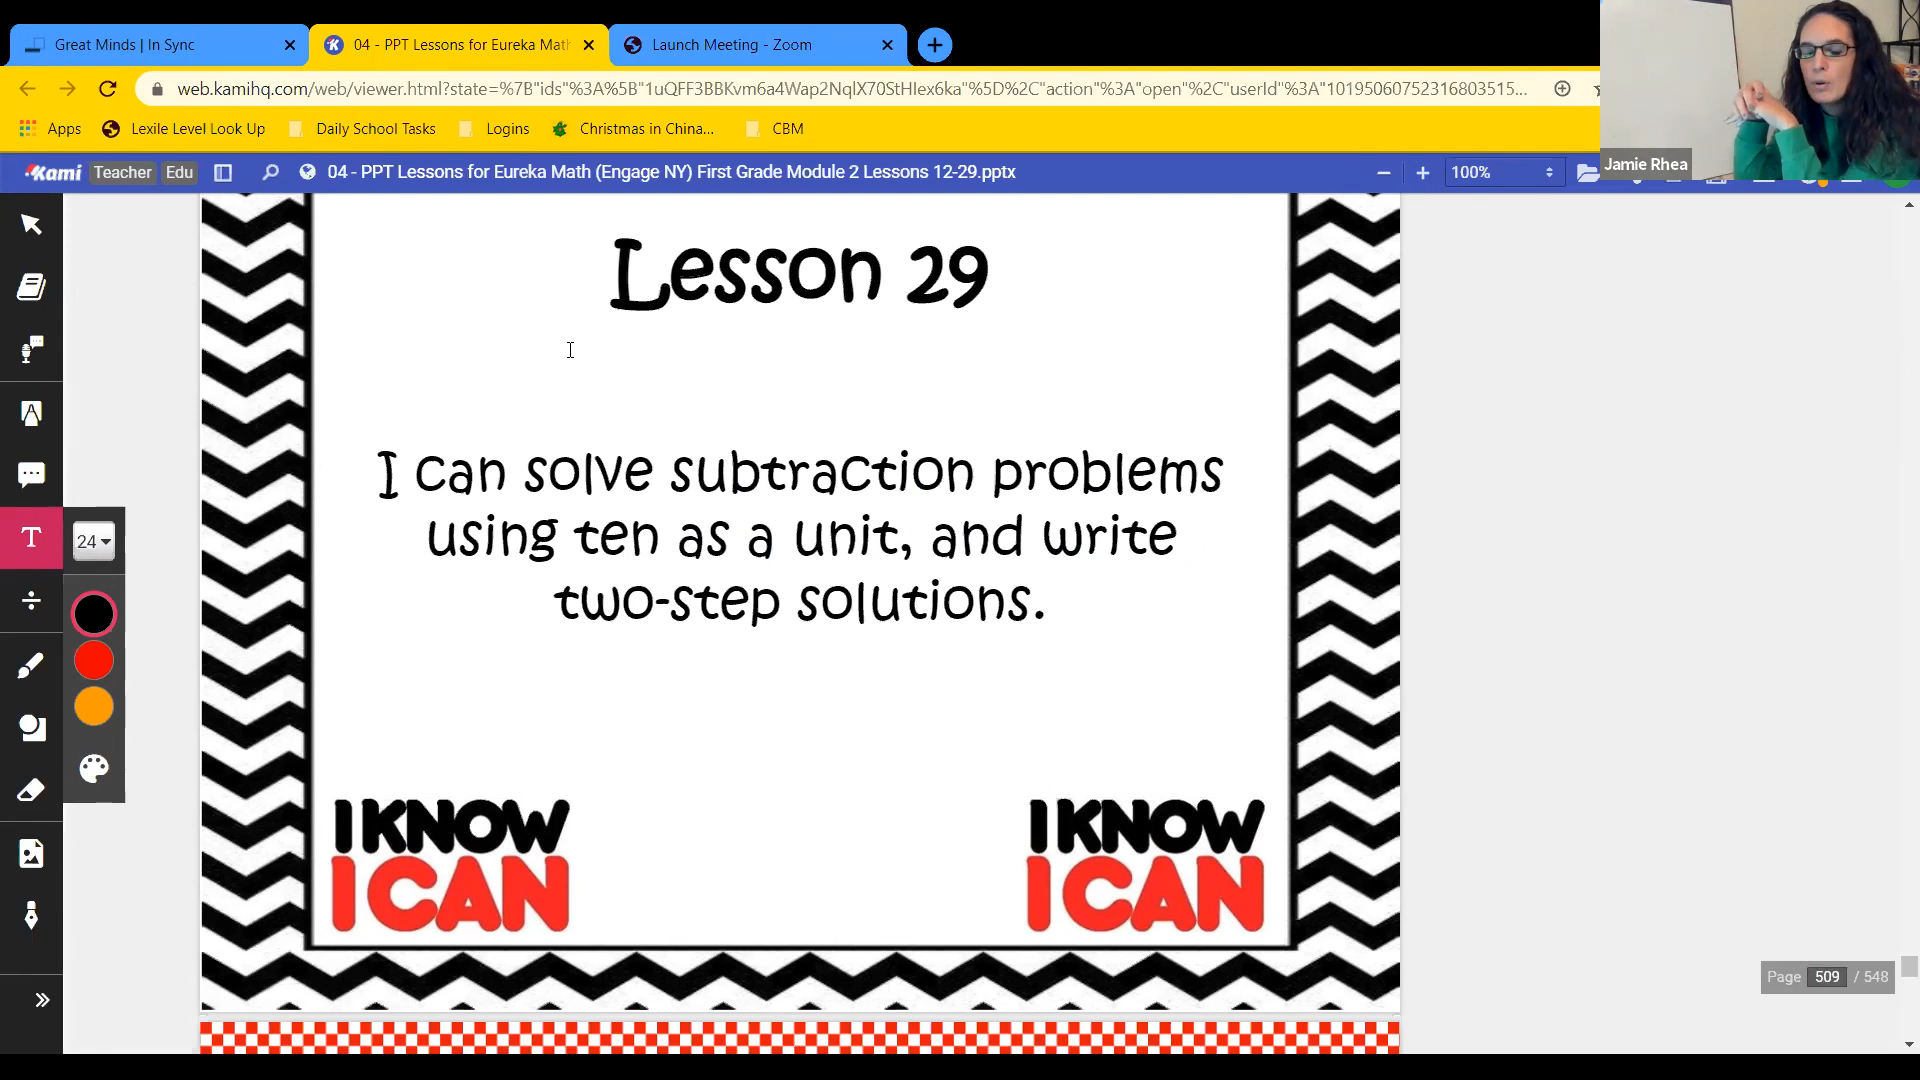 Great Minds | In Sync
04 - PPT Lessons for Eureka Math
Launch Meeting - Zoom
web.kamihq.com/web/viewer.html?state=%7B"ids"%3A%5B"1uQFF3BBKvm6a4Wap2NqlX70StHIex6ka"%5D%2C"action"%3A"open"%2C"userId"%3A"10195060752316803515...
Apps
Lexile Level Look Up
Daily School Tasks
Logins
Christmas in China...
CBM
Jamie Rhea
Kami
Teacher
Edu
04 - PPT Lessons for Eureka Math (Engage NY) First Grade Module 2 Lessons 12-29.pptx
100%
Lesson 29
I can solve subtraction problems
using ten as a unit, and write
two-step solutions.
T
24
I KNOW
I CAN
I KNOW
I CAN
Page 509 / 548